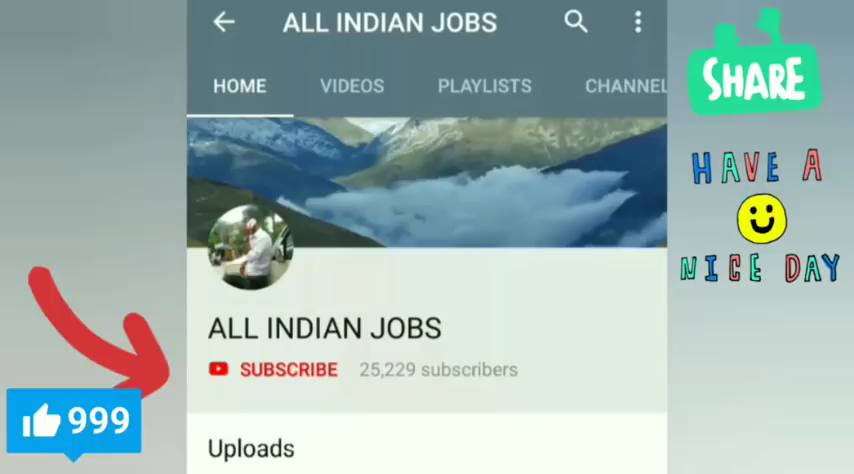 ALL INDIAN JOBS
HOME VIDEOS PLAYLISTS CHANNEL
SHARE
HAVE A
NICE DAY
ALL INDIAN JOBS
SUBSCRIBE 25,229 subscribers
999
Uploads